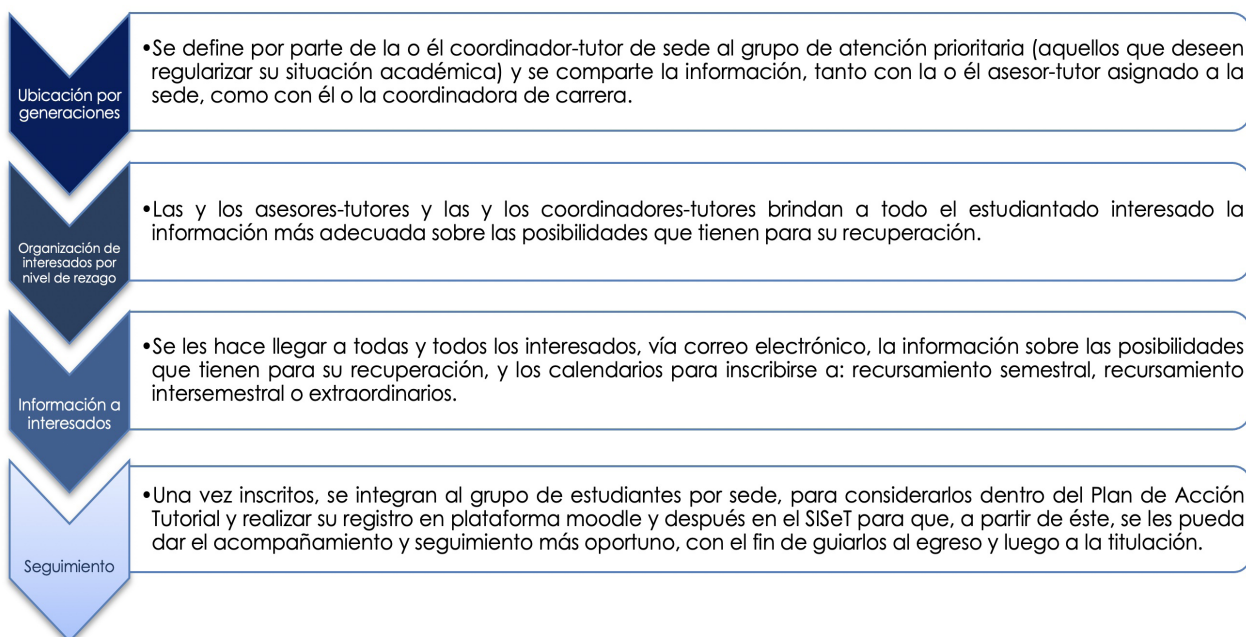 Ubicación por
generaciones
•Se define por parte de la o él coordinador-tutor de sede al grupo de atención prioritaria (aquellos que deseen
regularizar su situación académica) y se comparte la información, tanto con la o él asesor-tutor asignado a la
sede, como con él o la coordinadora de carrera.
Organización de
interesados por
nivel de rezago
•Las y los asesores-tutores y las y los coordinadores-tutores brindan a todo el estudiantado interesado la
información más adecuada sobre las posibilidades que tienen para su recuperación.
Información a
interesados
•Se les hace llegar a todas y todos los interesados, vía correo electrónico, la información sobre las posibilidades
que tienen para su recuperación, y los calendarios para inscribirse a: recursamiento semestral, recursamiento
intersemestral o extraordinarios.
Seguimiento
•Una vez inscritos, se integran al grupo de estudiantes por sede, para considerarlos dentro del Plan de Acción
Tutorial y realizar su registro en plataforma moodle y después en el SISeT para que, a partir de éste, se les pueda
dar el acompañamiento y seguimiento más oportuno, con el fin de guiarlos al egreso y luego a la titulación.